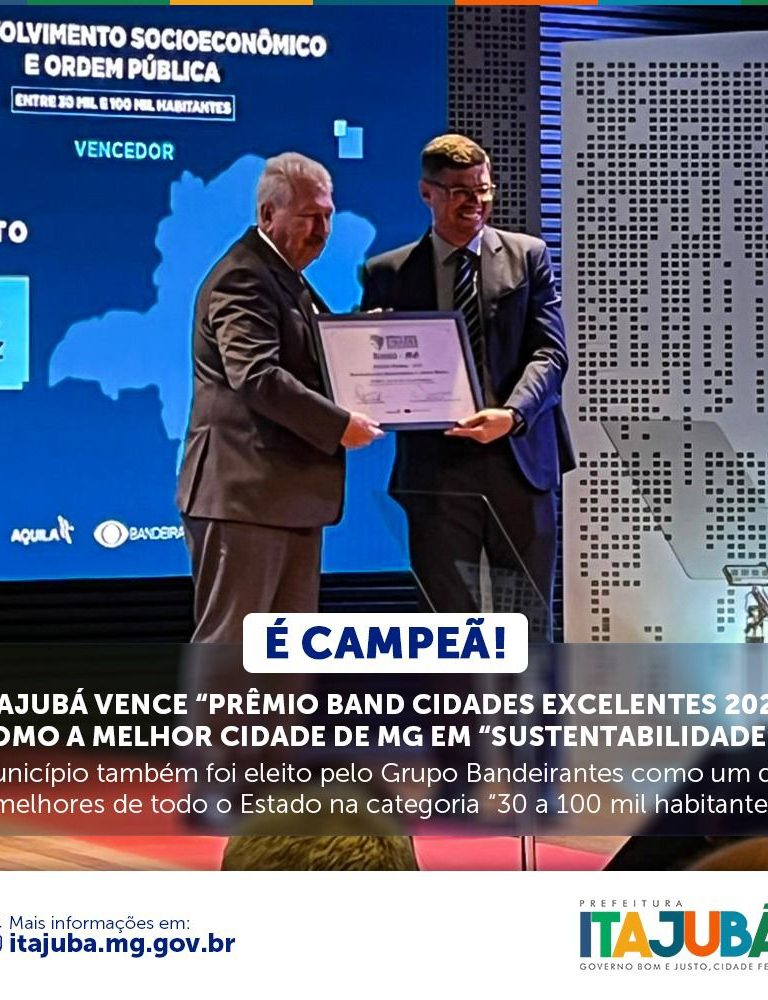 OLVIMENTO SOCIOECONÔMICO
E ORDEM PÚBLICA
ENTRE 30 MIL E 100 MIL HABITANTES
VENCEDOR
TO
Z
AQUILA
BANDEIRA
É CAMPEÃ!
AJUBÁ VENCE “PRÊMIO BAND CIDADES EXCELENTES 202
OMO A MELHOR CIDADE DE MG EM “SUSTENTABILIDADE
unicípio também foi eleito pelo Grupo Bandeirantes como um d
melhores de todo o Estado na categoria “30 a 100 mil habitante
Mais informações em:
itajuba.mg.gov.br
PREFEITURA
ITAJUBÁ
GOVERNO BOM E JUSTO, CIDADE FE